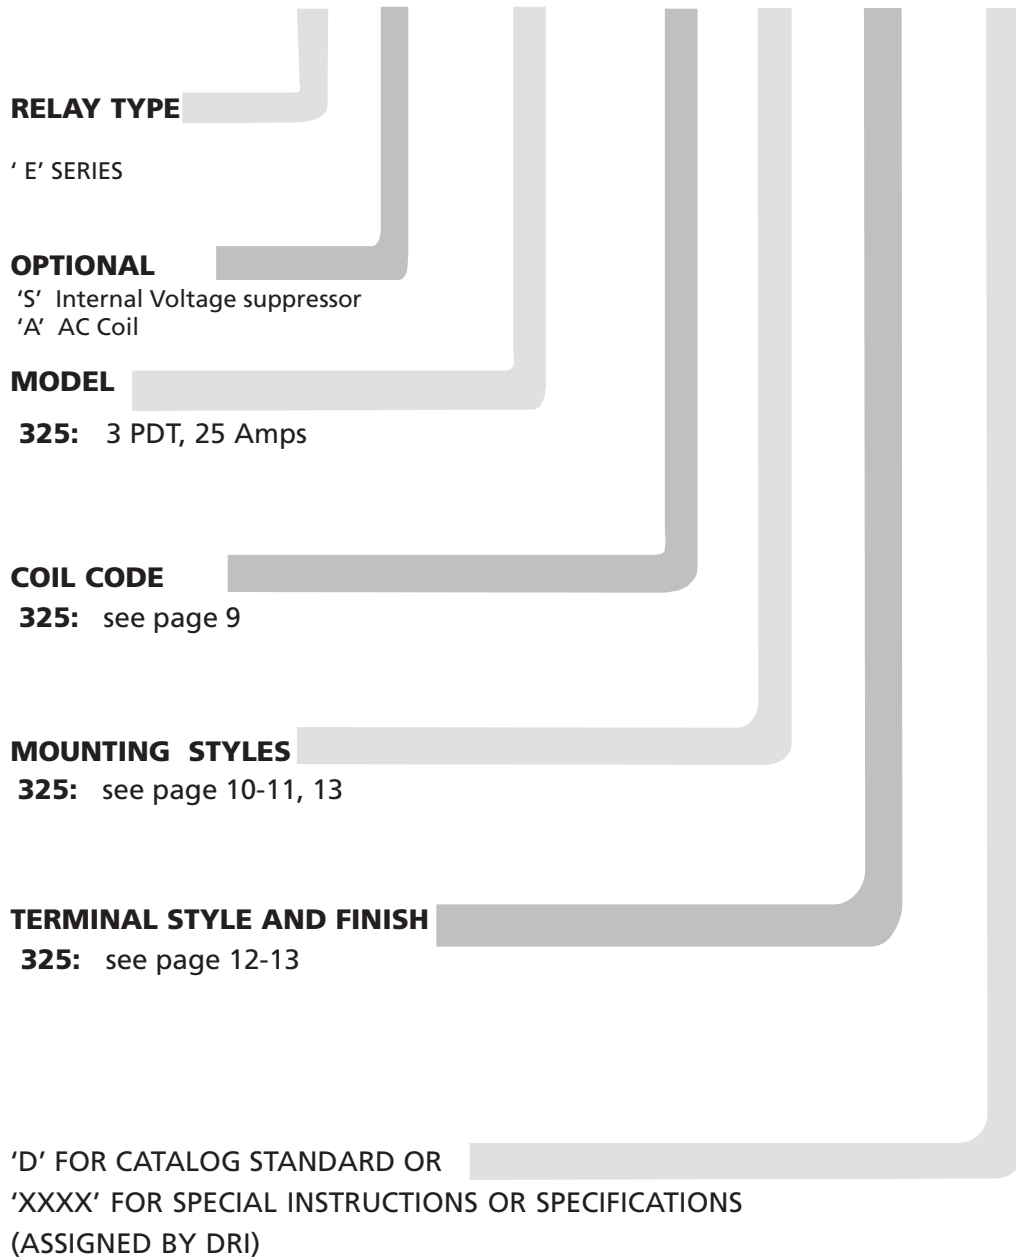 RELAY TYPE
‘ E’ SERIES
OPTIONAL
‘S’ Internal Voltage suppressor
‘A’ AC Coil
MODEL
325: 3 PDT, 25 Amps
COIL CODE
325: see page 9
MOUNTING STYLES
325: see page 10-11, 13
TERMINAL STYLE AND FINISH
325: see page 12-13
‘D’ FOR CATALOG STANDARD OR
‘XXXX’ FOR SPECIAL INSTRUCTIONS OR SPECIFICATIONS
(ASSIGNED BY DRI)